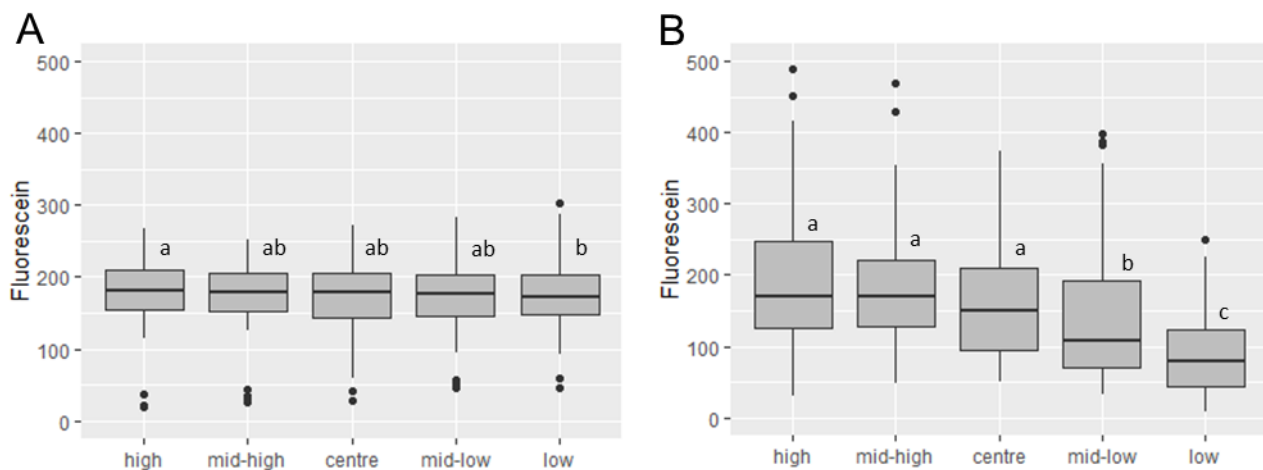 A
500
400
300
200
100
0
Fluorescein
a
ab
ab
ab
b
high
mid-high
centre
mid-low
low
B
500
400
300
200
100
0
Fluorescein
a
a
a
b
c
high
mid-high
centre
mid-low
low